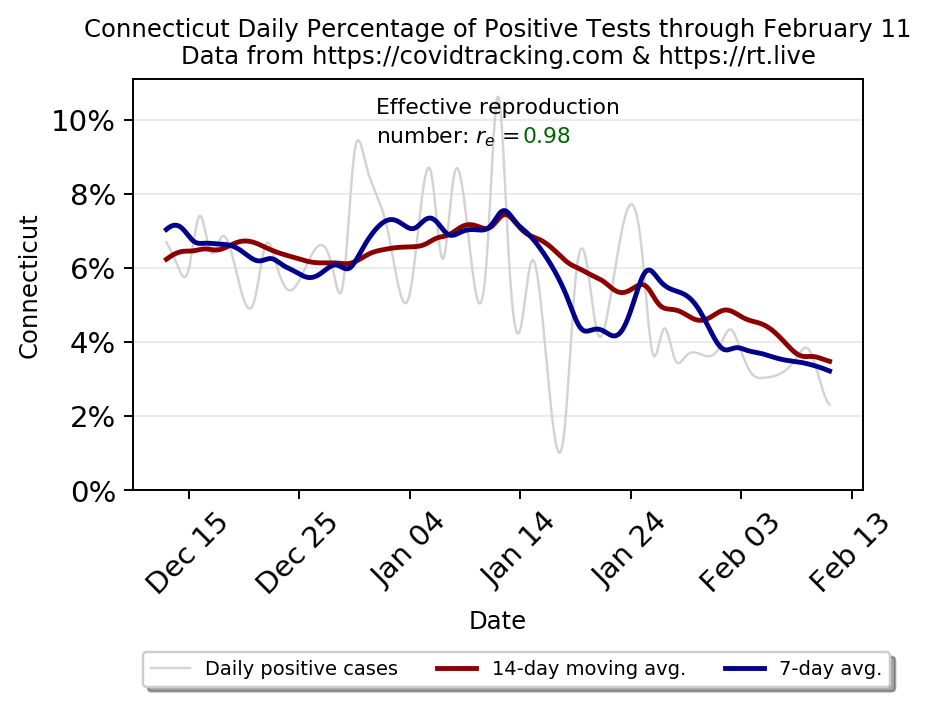 Connecticut Daily Percentage of Positive Tests through February 11
Data from https://covidtracking.com & https://rt.live
Effective reproduction
number: rₑ = 0.98
10%
8%
6%
4%
2%
0%
Connecticut
Dec 15
Dec 25
Jan 04
Jan 14
Jan 24
Feb 03
Feb 13
Date
Daily positive cases
14-day moving avg.
7-day avg.